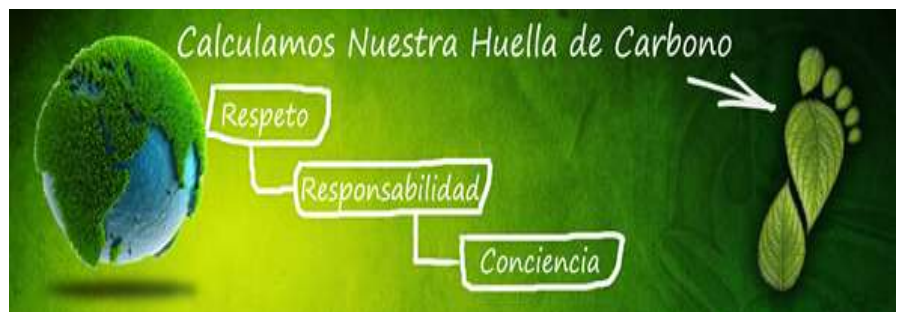 Calculamos Nuestra Huella de Carbono
Respeto
Responsabilidad
Conciencia